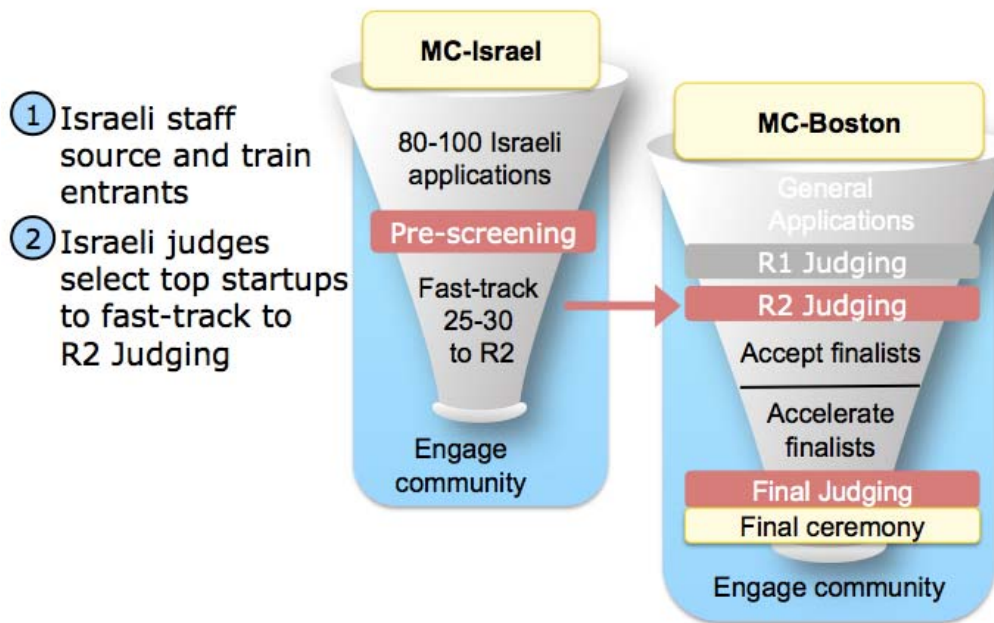 1 Israeli staff
source and train
entrants
2 Israeli judges
select top startups
to fast-track to
R2 Judging
MC-Israel
80-100 Israeli
applications
Pre-screening
Fast-track
25-30
to R2
Engage
community
MC-Boston
General
Applications
R1 Judging
R2 Judging
Accept finalists
Accelerate
finalists
Final Judging
Final ceremony
Engage community